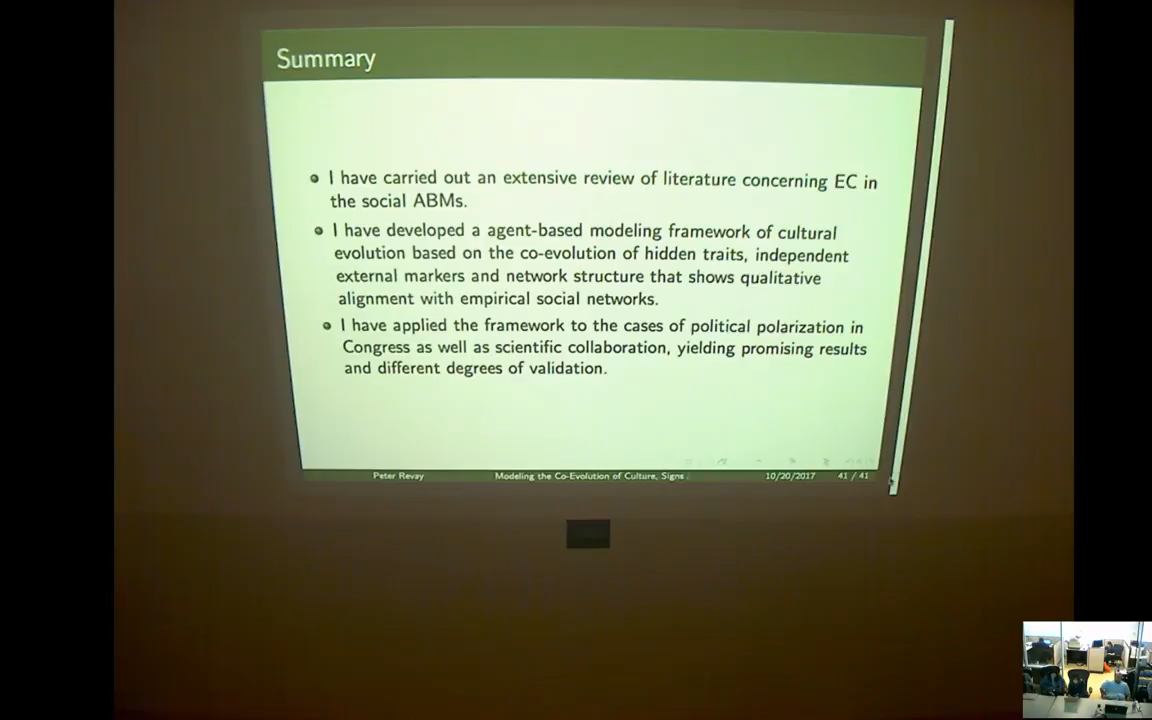 Summary
I have carried out an extensive review of literature concerning EC in
the social ABMs.
I have developed a agent-based modeling framework of cultural
evolution based on the co-evolution of hidden traits, independent
external markers and network structure that shows qualitative
alignment with empirical social networks.
I have applied the framework to the cases of political polarization in
Congress as well as scientific collaboration, yielding promising results
and different degrees of validation.
Peter Revay Modeling the Co-Evolution of Culture, Signs 10/20/2017 41 / 41